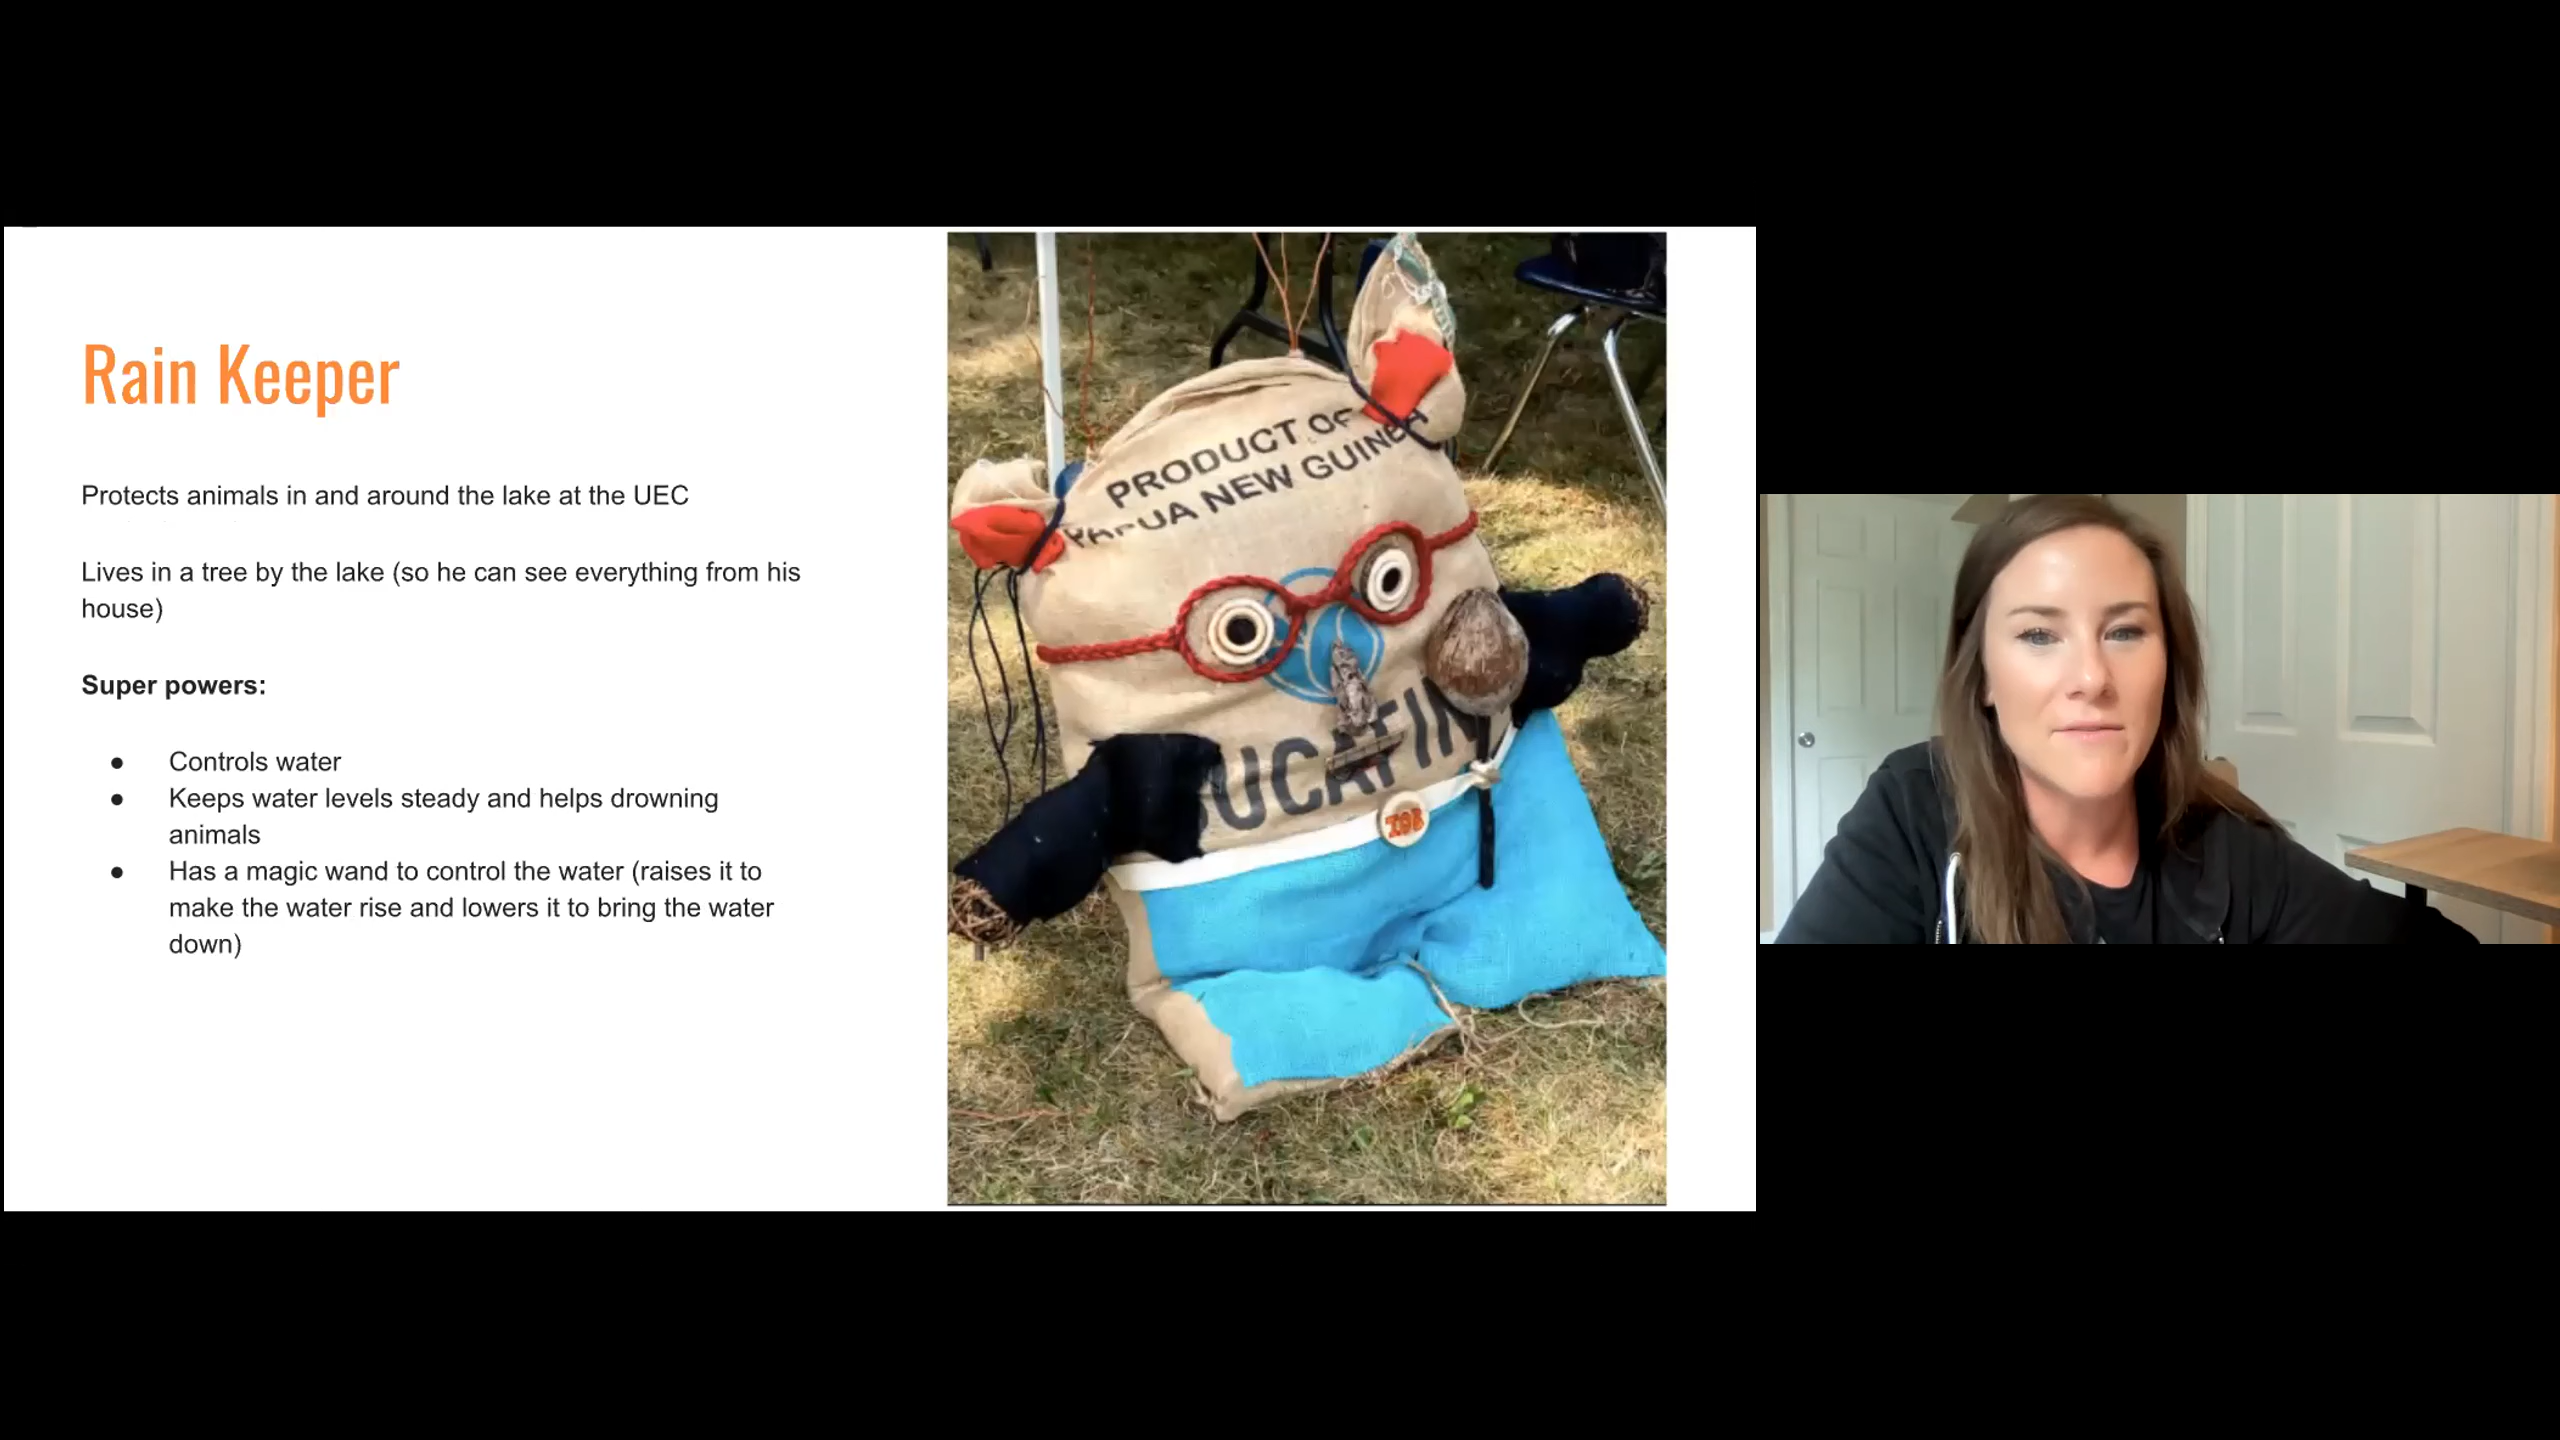 Rain Keeper
Protects animals in and around the lake at the UEC
Lives in a tree by the lake (so he can see everything from his
house)
Super powers:
● Controls water
● Keeps water levels steady and helps drowning
animals
● Has a magic wand to control the water (raises it to
make the water rise and lowers it to bring the water
down)
PRODUCT OF
PAPUA NEW GUINEA